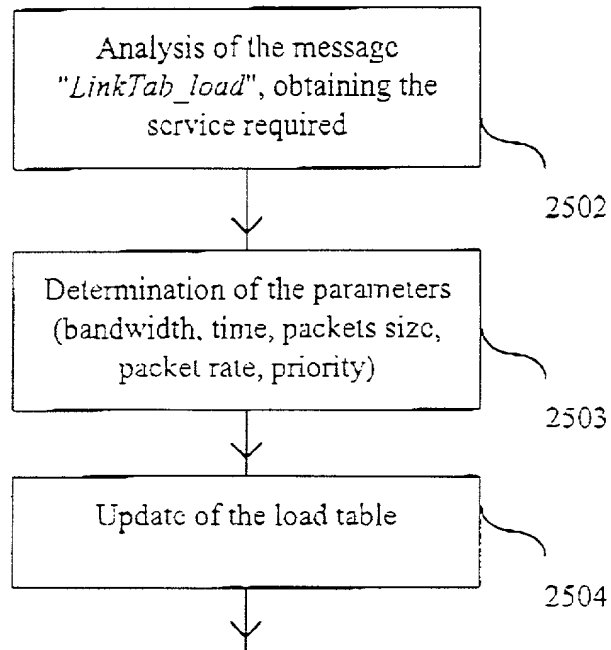 Analysis of the message
"LinkTab_load", obtaining the
service required
2502
Determination of the parameters
(bandwidth, time, packets size,
packet rate, priority)
2503
Update of the load table
2504